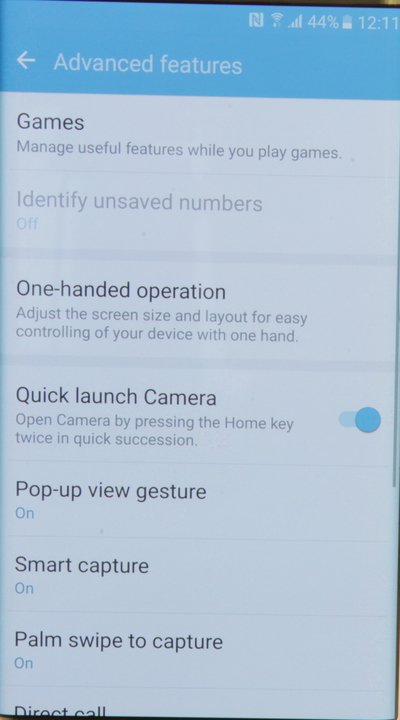 44% 12:11
Advanced features
Games
Manage useful features while you play games.
Identify unsaved numbers
Off
One-handed operation
Adjust the screen size and layout for easy
controlling of your device with one hand.
Quick launch Camera
Open Camera by pressing the Home key
twice in quick succession.
Pop-up view gesture
On
Smart capture
On
Palm swipe to capture
On
Direct call